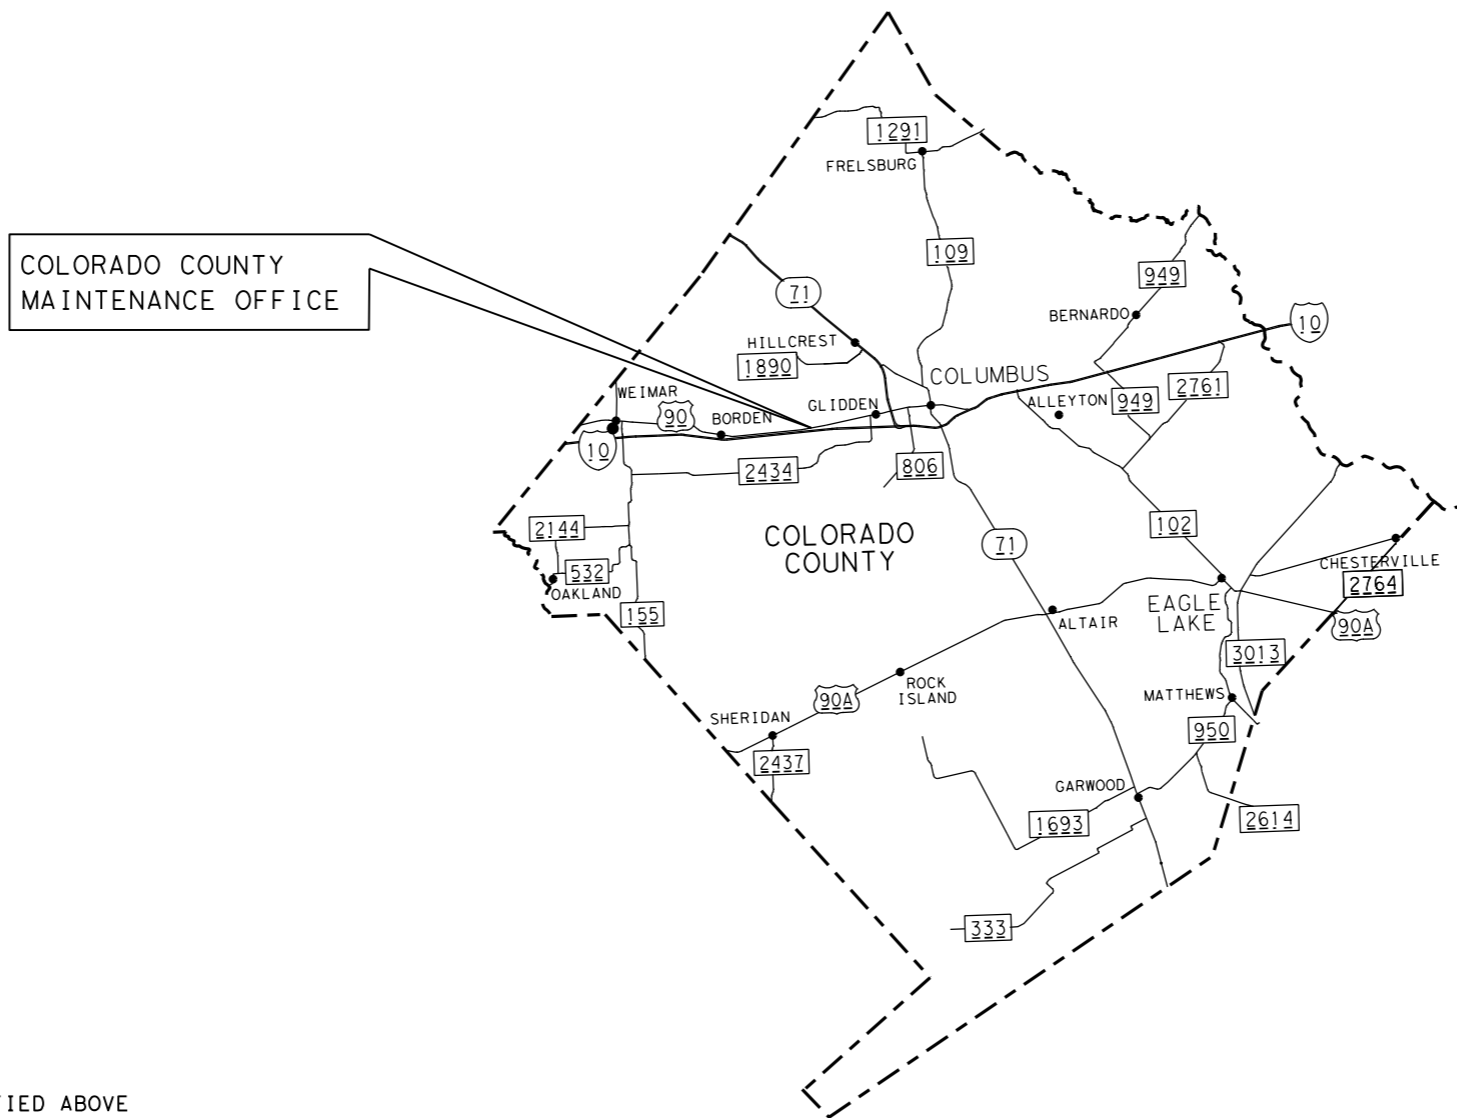 1291
FRELSBURG
109
COLORADO COUNTY
MAINTENANCE OFFICE
71
949
BERNARDO
10
HILLCREST
1890
COLUMBUS
WEIMAR
90
BORDEN
GLIDDEN
ALLEYTON
949
2761
10
2434
806
2144
COLORADO
COUNTY
71
102
532
OAKLAND
CHESTERVILLE
2764
155
EAGLE
LAKE
ALTAIR
90A
3013
ROCK
ISLAND
90A
MATTHEWS
SHERIDAN
950
2437
GARWOOD
1693
2614
333
IED ABOVE